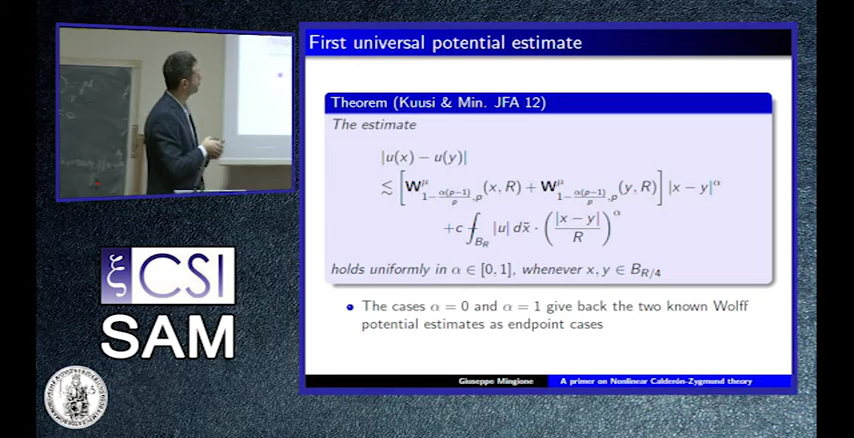 First universal potential estimate
Theorem (Kuusi & Min. JFA 12)
The estimate
|u(x) − u(y)|
≲ [W^μ_{1−α(p−1)/p,p}(x, R) + W^μ_{1−α(p−1)/p,p}(y, R)] |x − y|^α
+c ⨍_{B_R} |u| dx̃ · (|x − y|/R)^α
holds uniformly in α ∈ [0, 1], whenever x, y ∈ B_{R/4}
The cases α = 0 and α = 1 give back the two known Wolff
potential estimates as endpoint cases
Giuseppe Mingione A primer on Nonlinear Calderón-Zygmund theory
ξ CSI
SAM